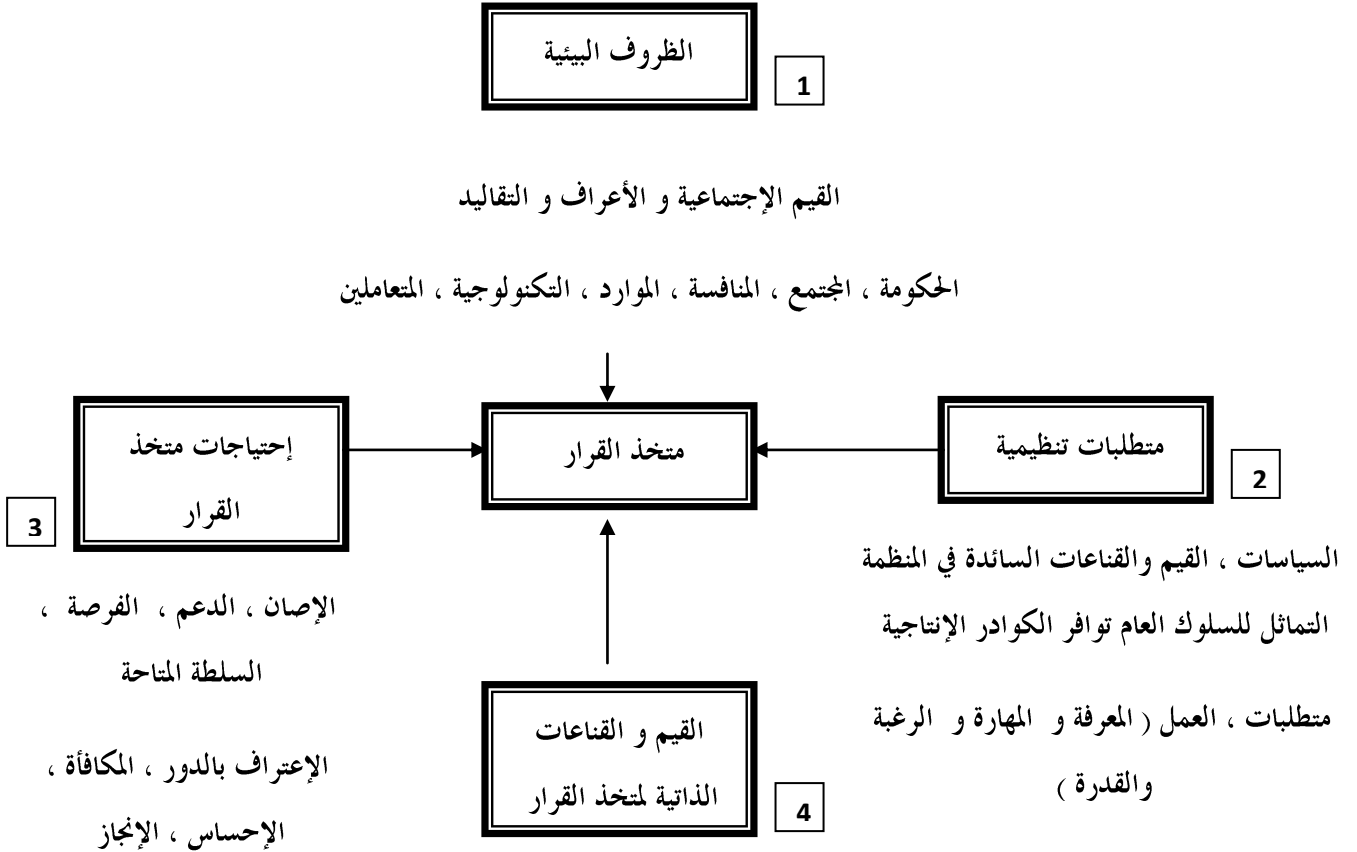 الظروف البيئية
1
القيم الإجتماعية و الأعراف و التقاليد
الحكومة ، المجتمع ، المنافسة ، الموارد ، التكنولوجية ، المتعاملين
متطلبات تنظيمية
2
السياسات ، القيم والقناعات السائدة في المنظمة
التماثل للسلوك العام توافر الكوادر الإنتاجية
متطلبات ، العمل ( المعرفة و المهارة و الرغبة
والقدرة )
متخذ القرار
إحتياجات متخذ
القرار
3
الإصان ، الدعم ، الفرصة ،
السلطة المتاحة
الإعتراف بالدور ، المكافأة ،
الإحساس ، الإنجاز
القيم و القناعات
الذاتية لمتخذ القرار
4